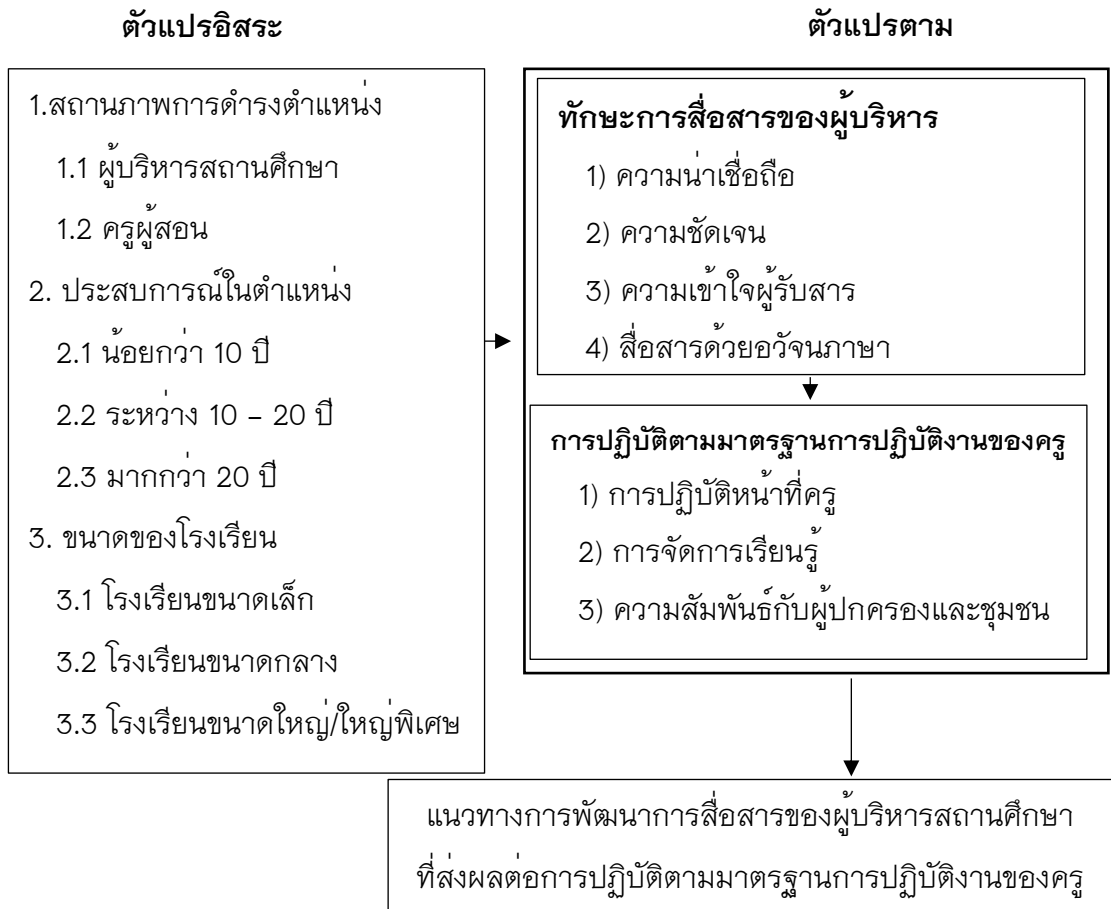 ตัวแปรอิสระ
ตัวแปรตาม
1.สถานภาพการดำรงตำแหน่ง
1.1 ผู้บริหารสถานศึกษา
1.2 ครูผู้สอน
2. ประสบการณ์ในตำแหน่ง
2.1 น้อยกว่า 10 ปี
2.2 ระหว่าง 10 – 20 ปี
2.3 มากกว่า 20 ปี
3. ขนาดของโรงเรียน
3.1 โรงเรียนขนาดเล็ก
3.2 โรงเรียนขนาดกลาง
3.3 โรงเรียนขนาดใหญ่/ใหญ่พิเศษ
ทักษะการสื่อสารของผู้บริหาร
1) ความน่าเชื่อถือ
2) ความชัดเจน
3) ความเข้าใจผู้รับสาร
4) สื่อสารด้วยอวัจนภาษา
การปฏิบัติตามมาตรฐานการปฏิบัติงานของครู
1) การปฏิบัติหน้าที่ครู
2) การจัดการเรียนรู้
3) ความสัมพันธ์กับผู้ปกครองและชุมชน
แนวทางการพัฒนาการสื่อสารของผู้บริหารสถานศึกษา
ที่ส่งผลต่อการปฏิบัติตามมาตรฐานการปฏิบัติงานของครู